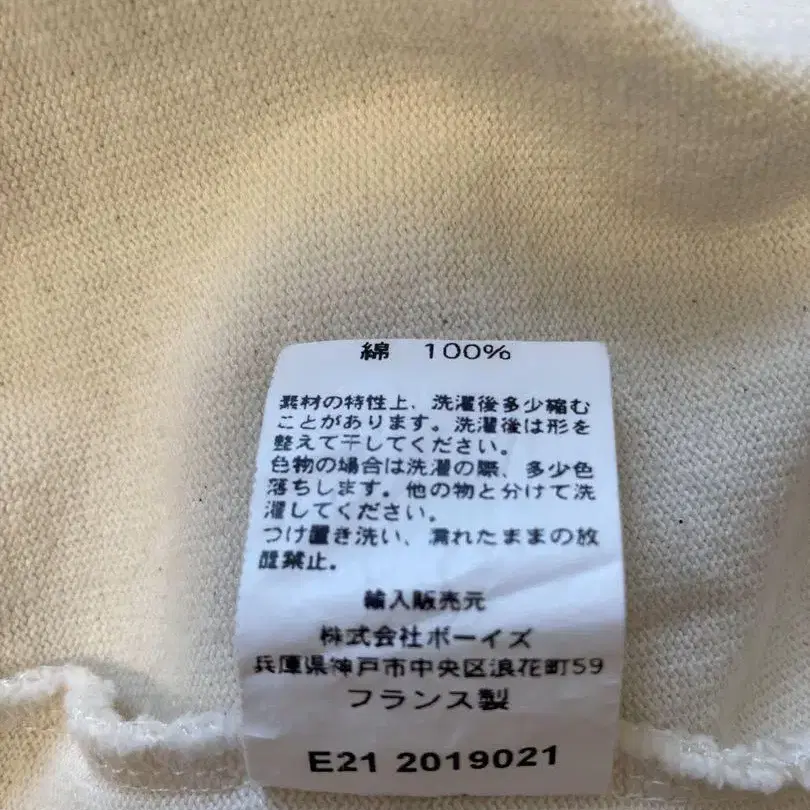 綿 100%
素材の特性上、洗濯後多少縮む
ことがあります。洗濯後は形を
整えて干してください。
色物の場合は洗濯の際、多少色
落ちします。他の物と分けて洗
濯してください。
つけ置き洗い、濡れたままの放
置禁止。
輸入販売元
株式会社ボーイズ
兵庫県神戸市中央区浪花町59
フランス製
E21 2019021